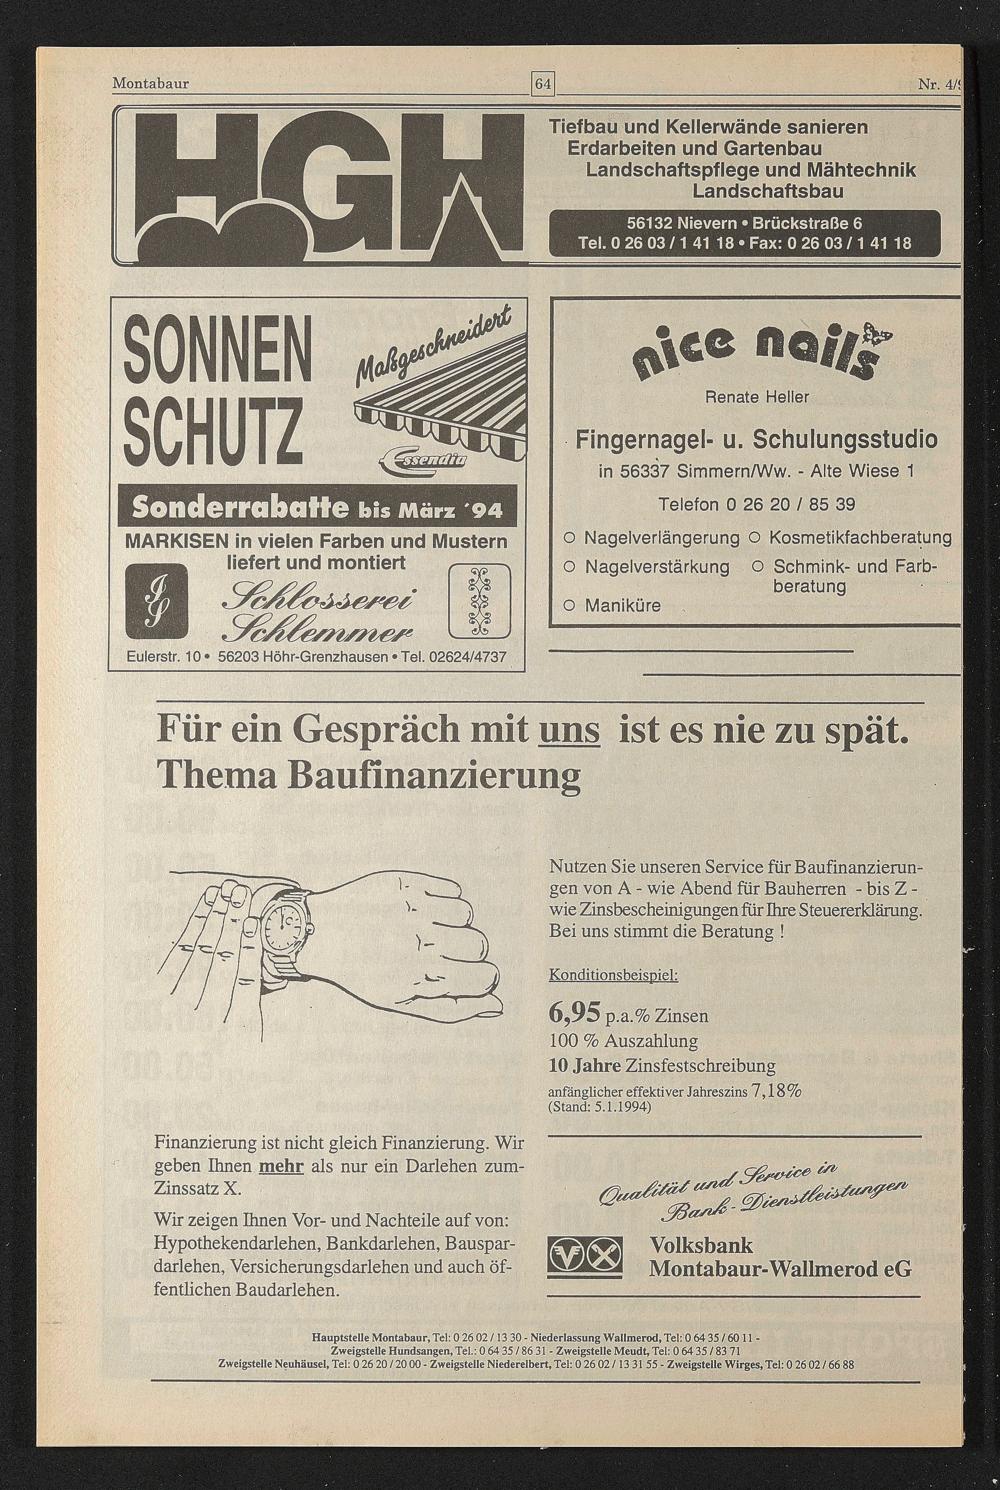 Montabaur
64
Nr. 4/9
HGH
Tiefbau und Kellerwände sanieren
Erdarbeiten und Gartenbau
Landschaftspflege und Mähtechnik
Landschaftsbau
56132 Nievern • Brückstraße 6
Tel. 0 26 03 / 1 41 18 • Fax: 0 26 03 / 1 41 18
SONNEN
SCHUTZ
Maßgeschneidert
Essendia
Sonderrabatte bis März '94
MARKISEN in vielen Farben und Mustern
liefert und montiert
Schlosserei
Schlemmer
Eulerstr. 10 • 56203 Höhr-Grenzhausen • Tel. 02624/4737
nice nails
Renate Heller
Fingernagel- u. Schulungsstudio
in 56337 Simmern/Ww. - Alte Wiese 1
Telefon 0 26 20 / 85 39
○ Nagelverlängerung ○ Kosmetikfachberatung
○ Nagelverstärkung ○ Schmink- und Farb-
beratung
○ Maniküre
Für ein Gespräch mit uns ist es nie zu spät.
Thema Baufinanzierung
Finanzierung ist nicht gleich Finanzierung. Wir
geben Ihnen mehr als nur ein Darlehen zum-
Zinssatz X.
Wir zeigen Ihnen Vor- und Nachteile auf von:
Hypothekendarlehen, Bankdarlehen, Bauspar-
darlehen, Versicherungsdarlehen und auch öf-
fentlichen Baudarlehen.
Nutzen Sie unseren Service für Baufinanzierun-
gen von A - wie Abend für Bauherren - bis Z -
wie Zinsbescheinigungen für Ihre Steuererklärung.
Bei uns stimmt die Beratung !
Konditionsbeispiel:
6,95 p.a.% Zinsen
100 % Auszahlung
10 Jahre Zinsfestschreibung
anfänglicher effektiver Jahreszins 7,18%
(Stand: 5.1.1994)
Qualität und Service in
Bank - Dienstleistungen
Volksbank
Montabaur-Wallmerod eG
Hauptstelle Montabaur, Tel: 0 26 02 / 13 30 - Niederlassung Wallmerod, Tel: 0 64 35 / 60 11 -
Zweigstelle Hundsangen, Tel.: 0 64 35 / 86 31 - Zweigstelle Meudt, Tel: 0 64 35 / 83 71
Zweigstelle Neuhäusel, Tel: 0 26 20 / 20 00 - Zweigstelle Niederelbert, Tel: 0 26 02 / 13 31 55 - Zweigstelle Wirges, Tel: 0 26 02 / 66 88